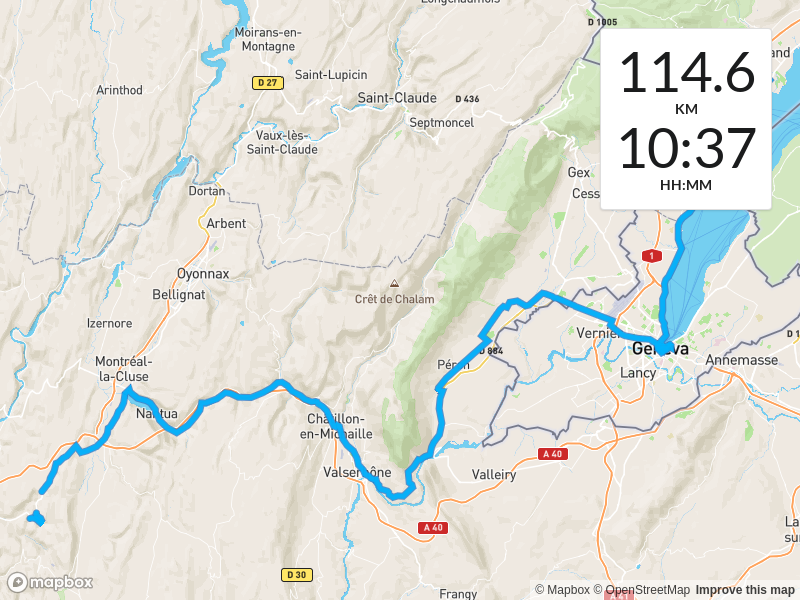 Longchaumois
D 1005
Moirans-en-
Montagne
D 27
Saint-Lupicin
Arinthod
Saint-Claude
D 436
Septmoncel
Vaux-lès-
Saint-Claude
114.6
KM
10:37
HH:MM
Gex
Cess
Dortan
Arbent
1
Oyonnax
Bellignat
Crêt de Chalam
Izernore
Vernier
Geneva
D 884
D 1
Annemasse
Montréal-
la-Cluse
Péron
Lancy
Nantua
Chatillon-
en-Michaille
A 40
Valserhône
Valleiry
A 40
La
sur
D 30
Frangy
A 41
mapbox
© Mapbox © OpenStreetMap Improve this map